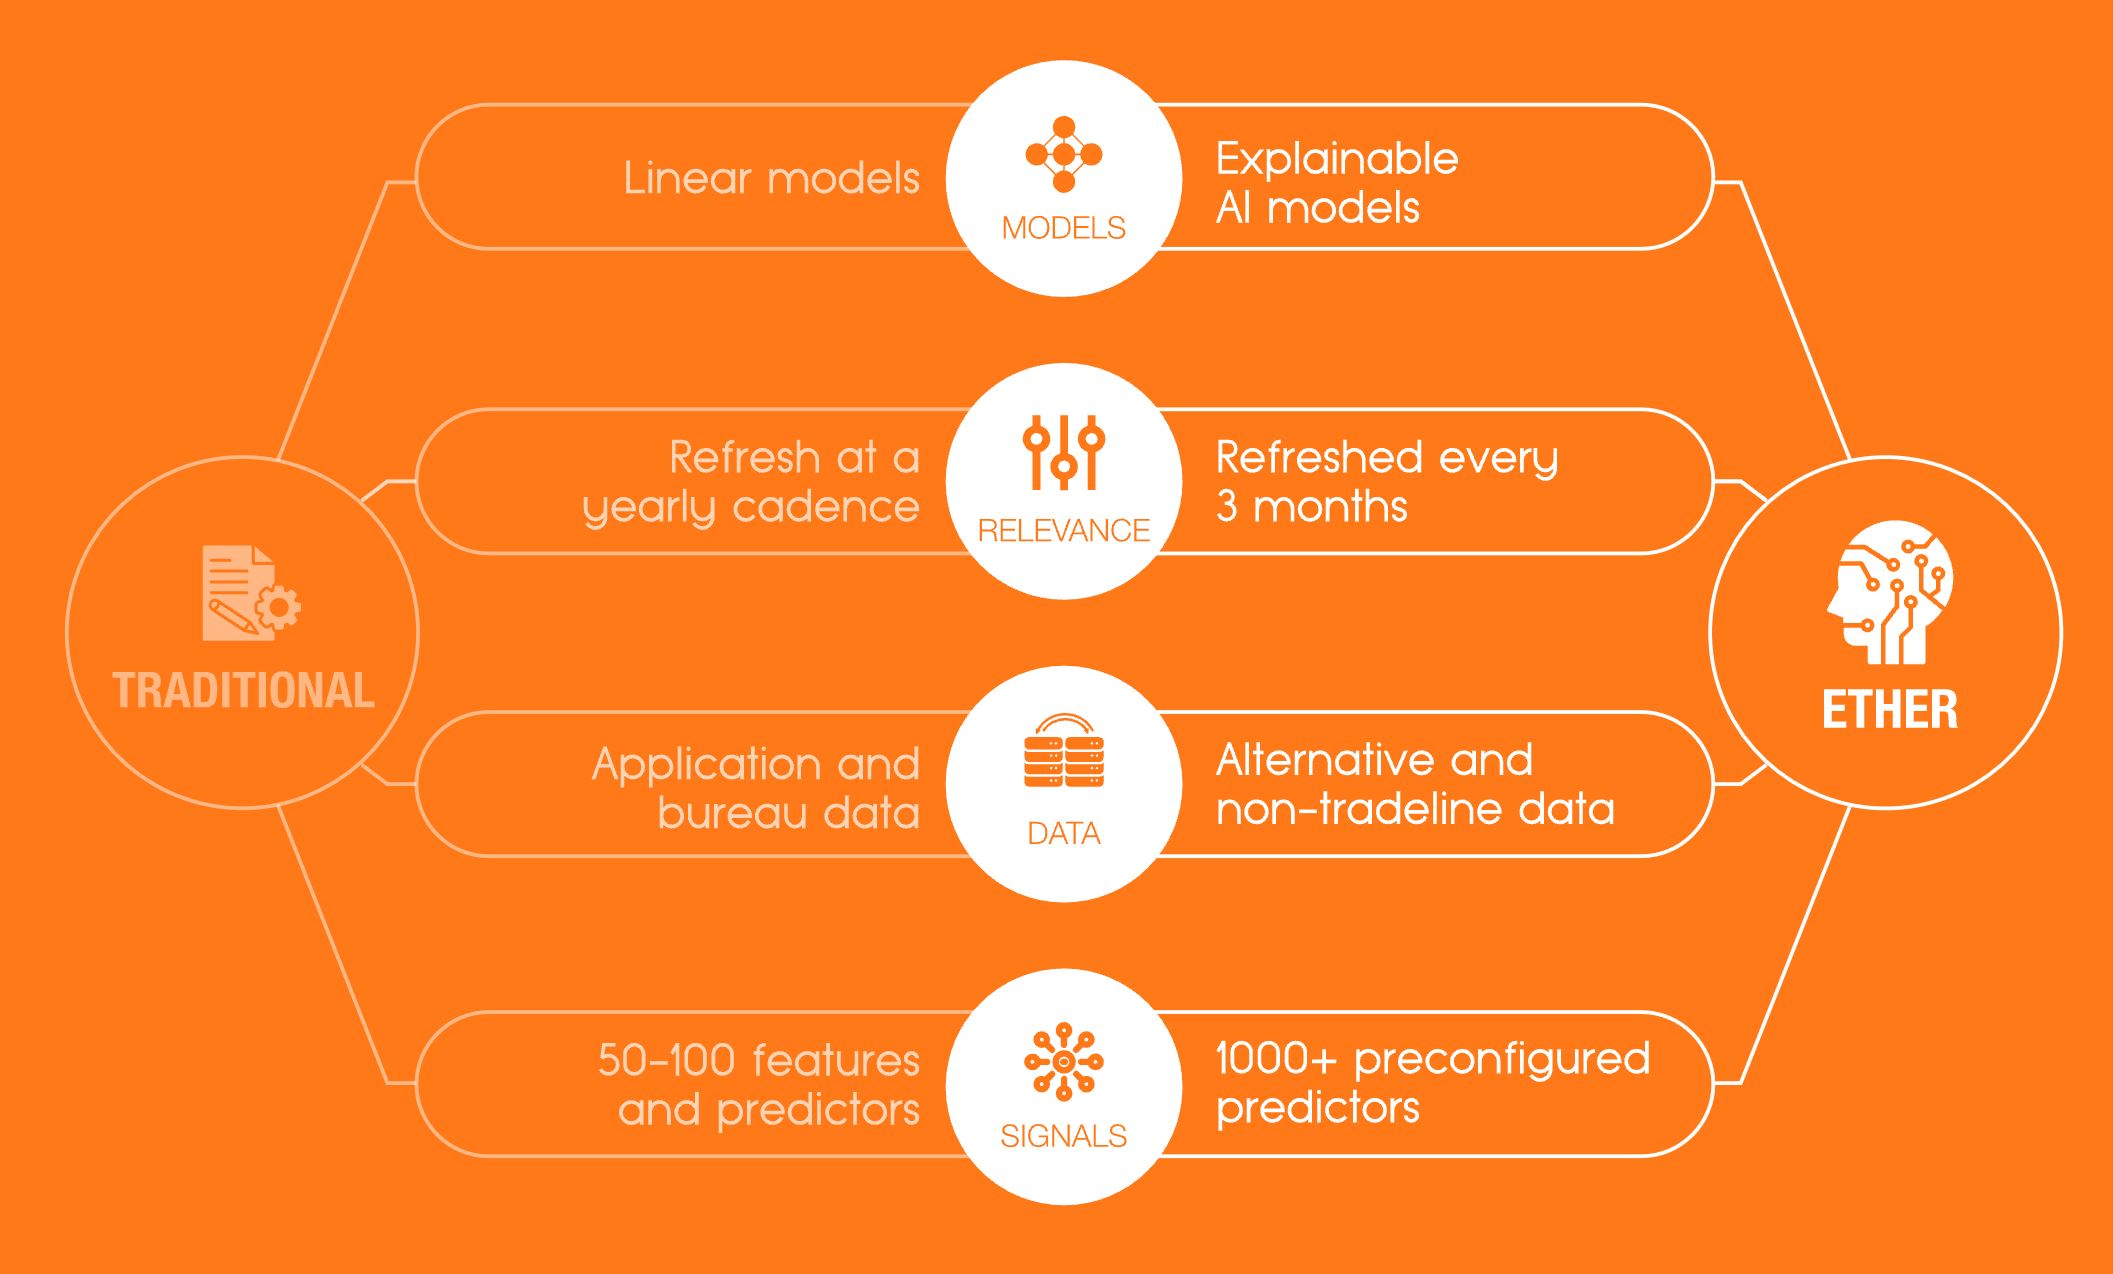 Linear models
MODELS
Explainable
AI models
Refresh at a
yearly cadence
RELEVANCE
Refreshed every
3 months
TRADITIONAL
ETHER
Application and
bureau data
DATA
Alternative and
non-tradeline data
50-100 features
and predictors
SIGNALS
1000+ preconfigured
predictors